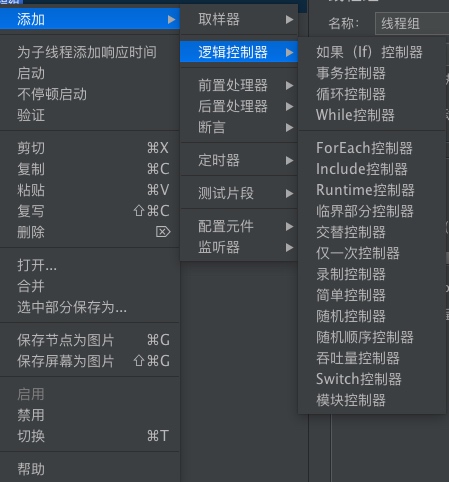 添加
为子线程添加响应时间
启动
不停顿启动
验证
剪切 ⌘X
复制 ⌘C
粘贴 ⌘V
复写 ⇧⌘C
删除 ⌦
打开...
合并
选中部分保存为...
保存节点为图片 ⌘G
保存屏幕为图片 ⇧⌘G
启用
禁用
切换 ⌘T
帮助
取样器
逻辑控制器
前置处理器
后置处理器
断言
定时器
测试片段
配置元件
监听器
名称： 线程组
如果（If）控制器
事务控制器
循环控制器
While控制器
ForEach控制器
Include控制器
Runtime控制器
临界部分控制器
交替控制器
仅一次控制器
录制控制器
简单控制器
随机控制器
随机顺序控制器
吞吐量控制器
Switch控制器
模块控制器